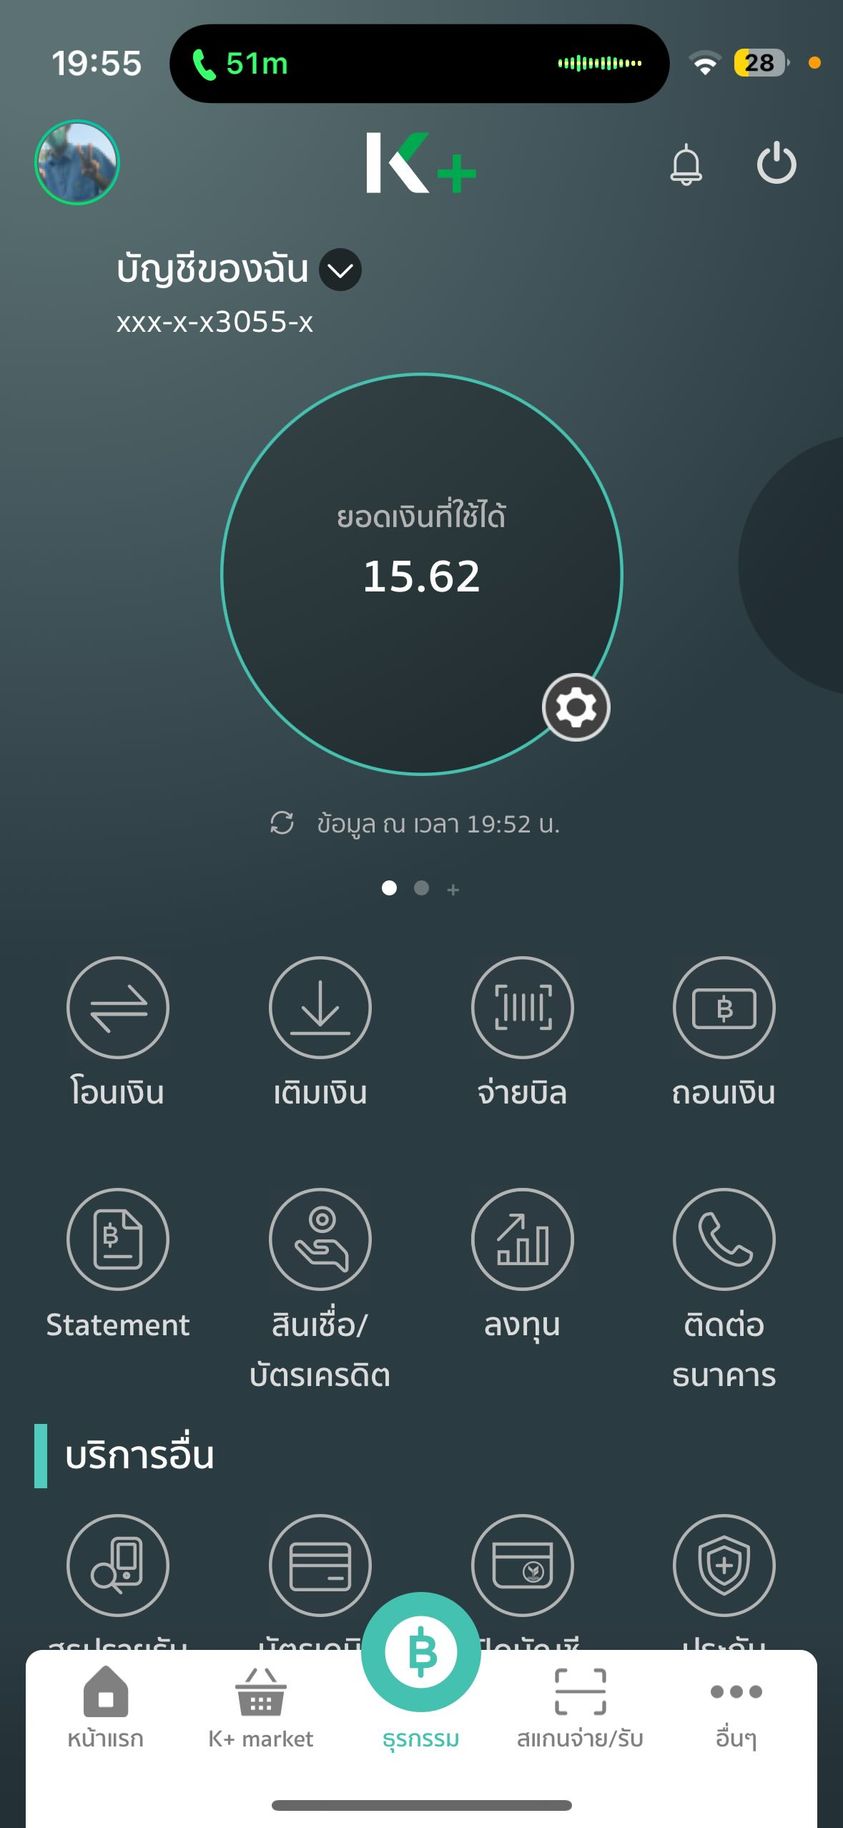 19:55
51m
28
K+
บัญชีของฉัน
xxx-x-x3055-x
ยอดเงินที่ใช้ได้
15.62
ข้อมูล ณ เวลา 19:52 น.
โอนเงิน
เติมเงิน
จ่ายบิล
ถอนเงิน
Statement
สินเชื่อ/
บัตรเครดิต
ลงทุน
ติดต่อ
ธนาคาร
บริการอื่น
หน้าแรก
K+ market
ธุรกรรม
สแกนจ่าย/รับ
อื่นๆ